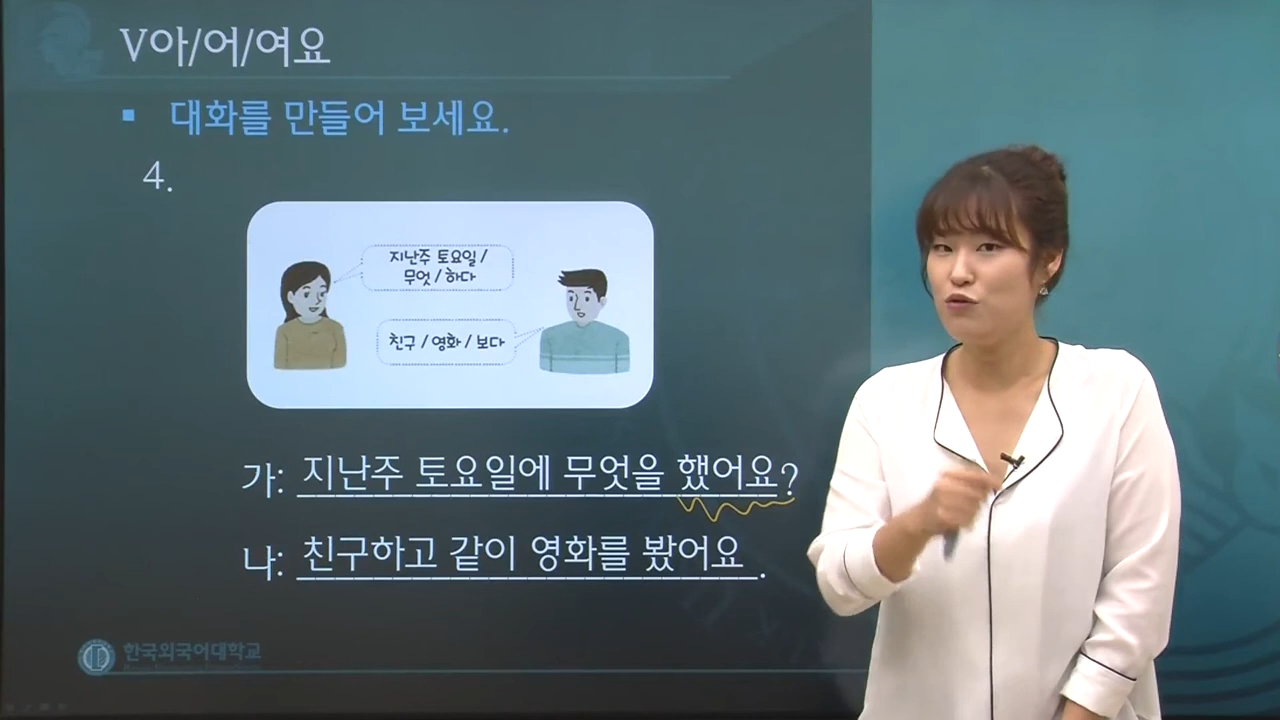 V아/어/여요
▪ 대화를 만들어 보세요.
4.
지난주 토요일 /
무엇 / 하다
친구 / 영화 / 보다
가: 지난주 토요일에 무엇을 했어요?
나: 친구하고 같이 영화를 봤어요.
한국외국어대학교